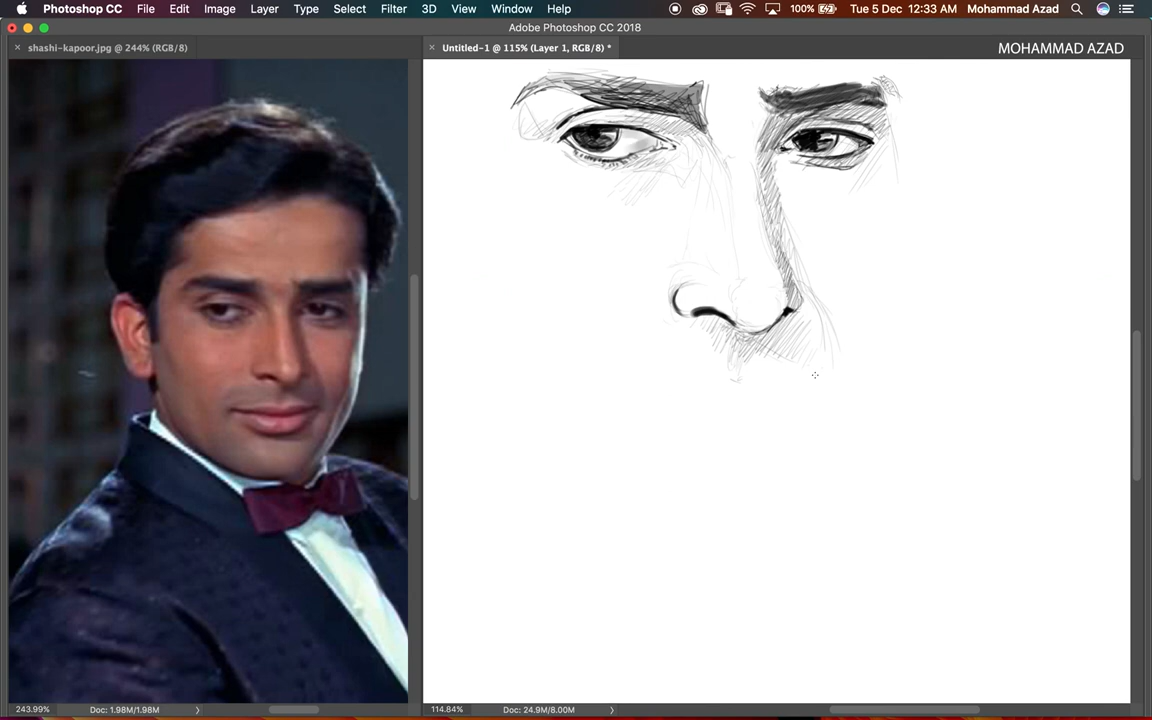 Photoshop CC File Edit Image Layer Type Select Filter 3D View Window Help 100% Tue 5 Dec 12:33 AM Mohammad Azad
Adobe Photoshop CC 2018
× shashi-kapoor.jpg @ 244% (RGB/8)
× Untitled-1 @ 115% (Layer 1, RGB/8) *
MOHAMMAD AZAD
243.99% Doc: 1.98M/1.98M
114.84% Doc: 24.9M/8.00M